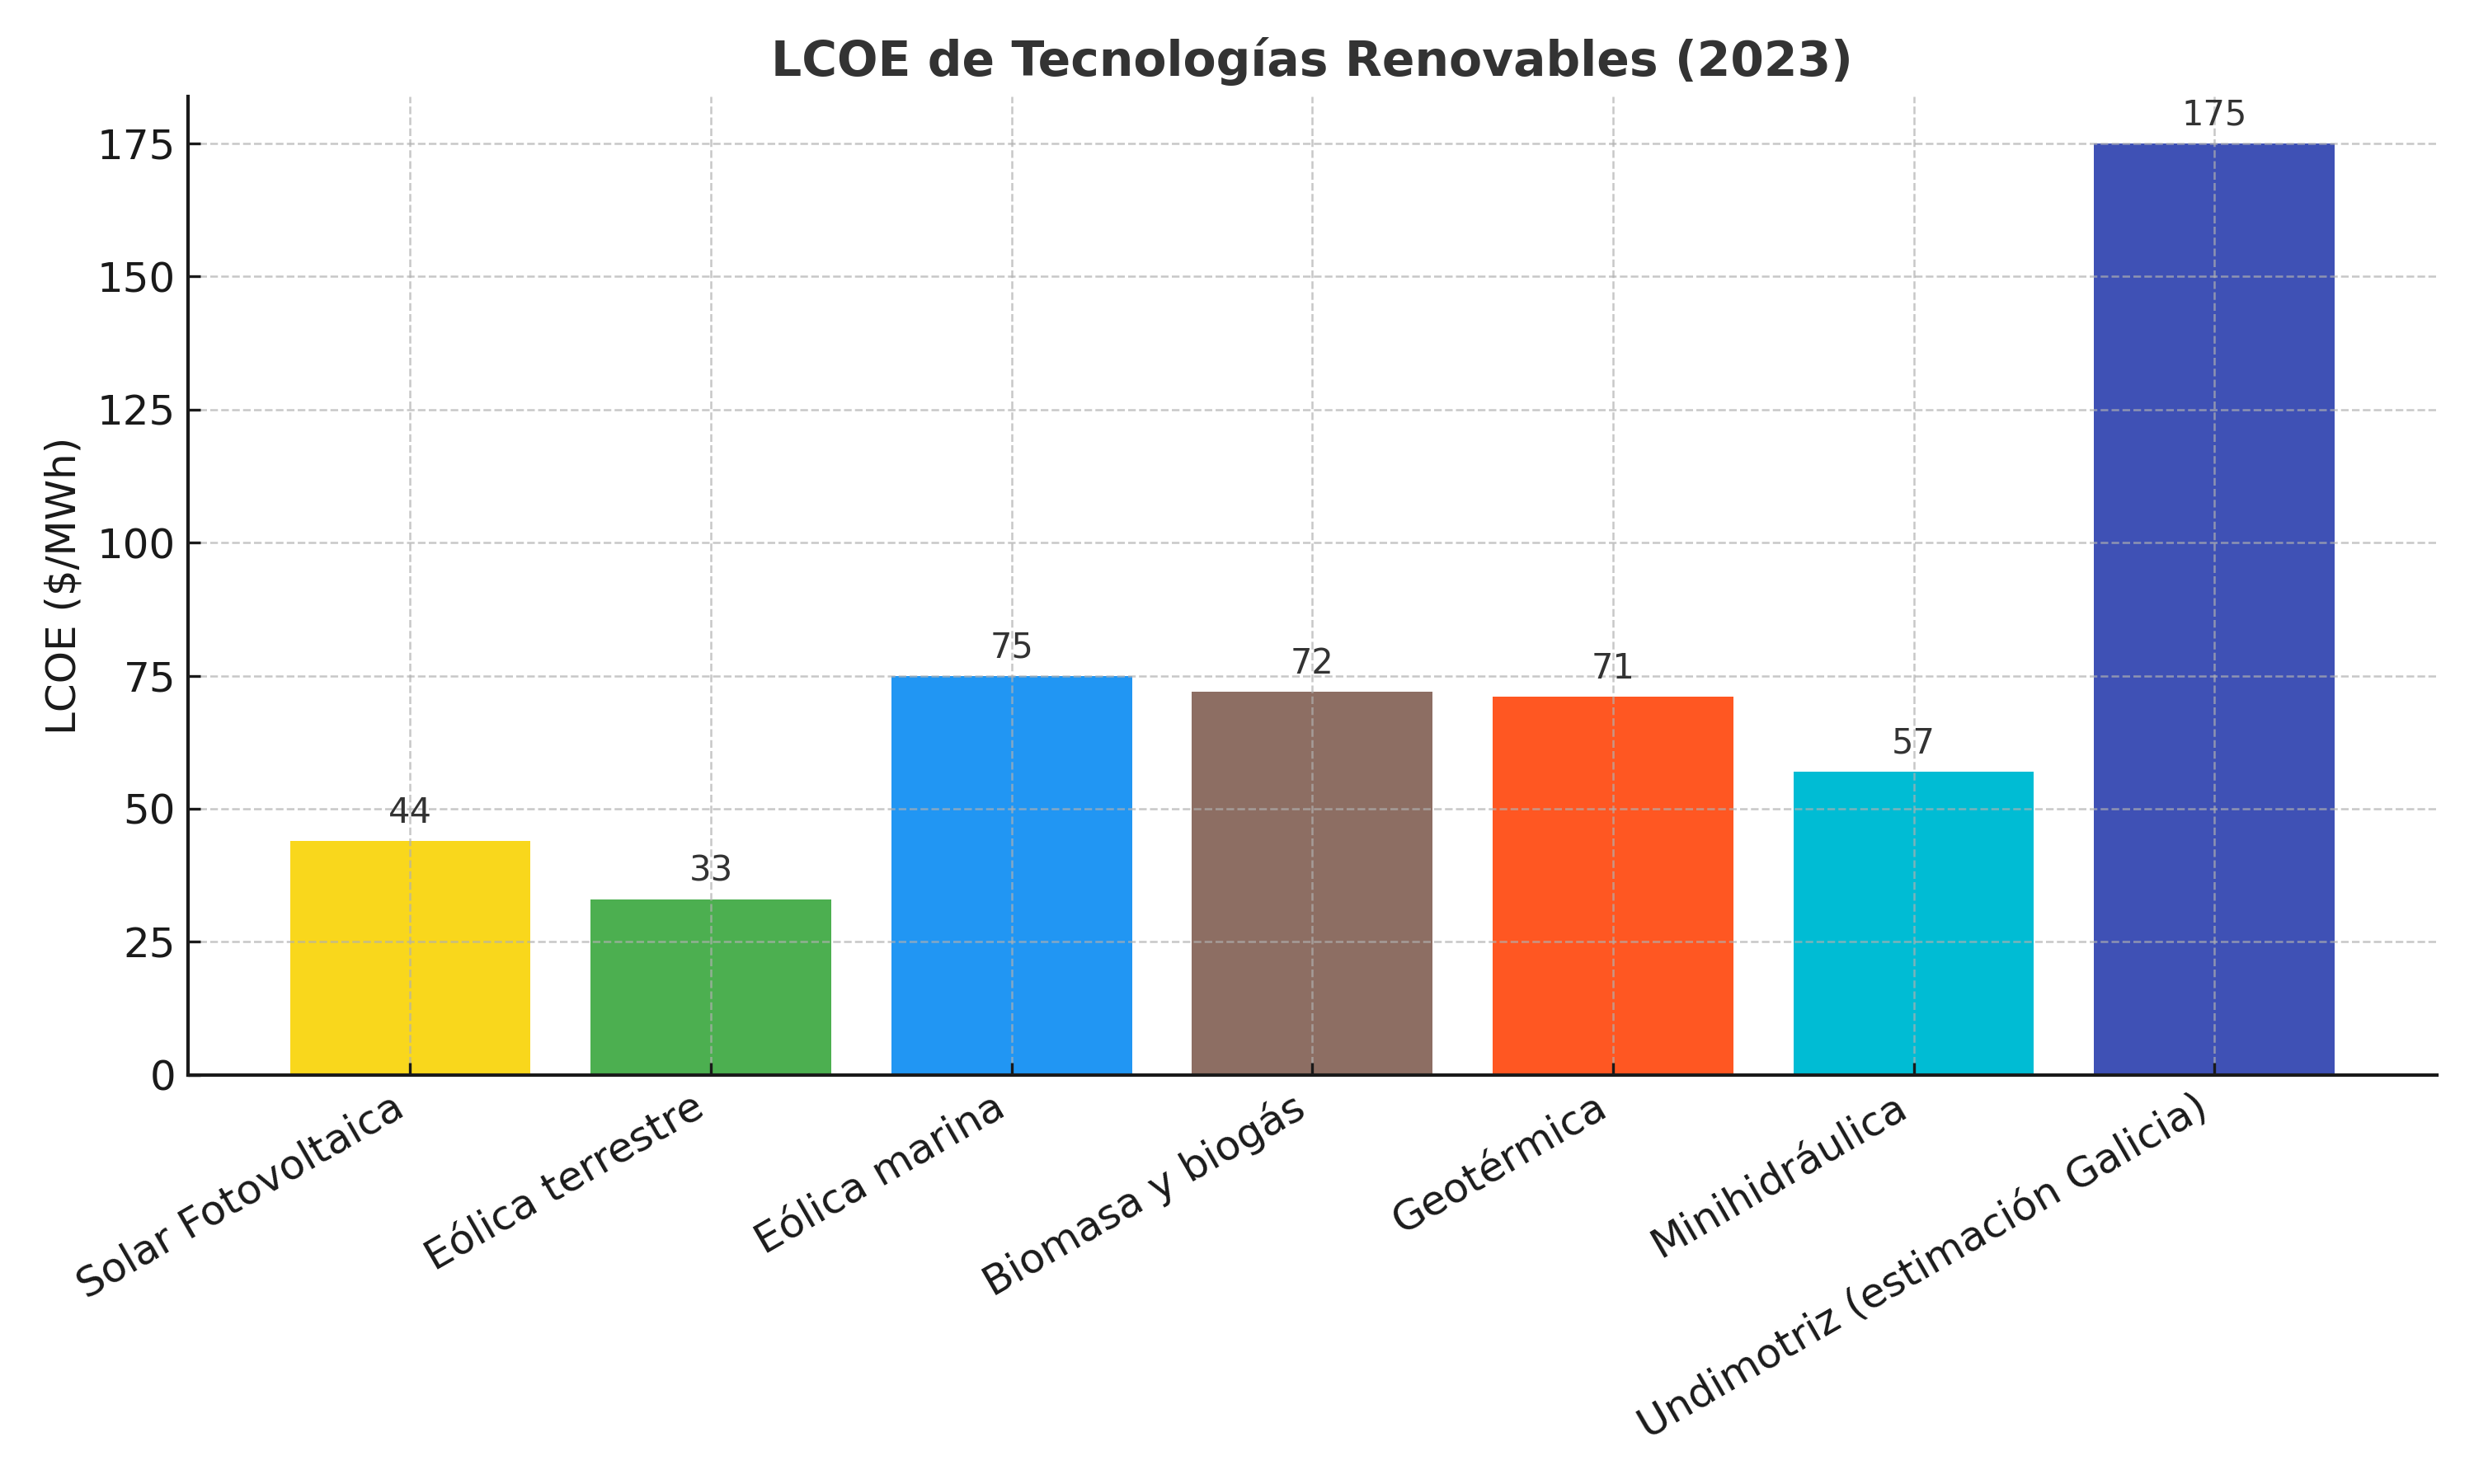 LCOE de Tecnologías Renovables (2023)
LCOE ($/MWh)
175
150
125
100
75
50
25
0
44
33
75
72
71
57
175
Solar Fotovoltaica
Eólica terrestre
Eólica marina
Biomasa y biogás
Geotérmica
Minihidráulica
Undimotriz (estimación Galicia)